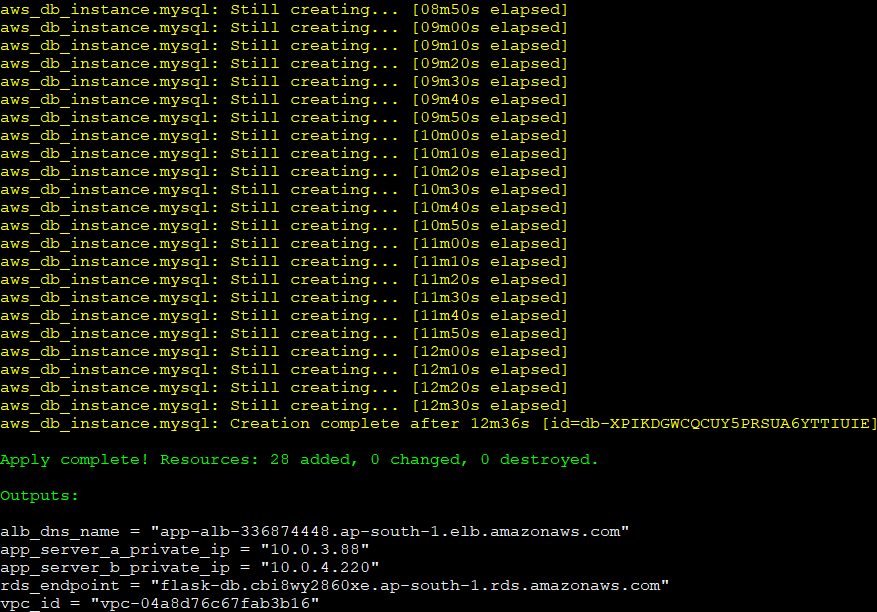 aws_db_instance.mysql: Still creating... [08m50s elapsed]
aws_db_instance.mysql: Still creating... [09m00s elapsed]
aws_db_instance.mysql: Still creating... [09m10s elapsed]
aws_db_instance.mysql: Still creating... [09m20s elapsed]
aws_db_instance.mysql: Still creating... [09m30s elapsed]
aws_db_instance.mysql: Still creating... [09m40s elapsed]
aws_db_instance.mysql: Still creating... [09m50s elapsed]
aws_db_instance.mysql: Still creating... [10m00s elapsed]
aws_db_instance.mysql: Still creating... [10m10s elapsed]
aws_db_instance.mysql: Still creating... [10m20s elapsed]
aws_db_instance.mysql: Still creating... [10m30s elapsed]
aws_db_instance.mysql: Still creating... [10m40s elapsed]
aws_db_instance.mysql: Still creating... [10m50s elapsed]
aws_db_instance.mysql: Still creating... [11m00s elapsed]
aws_db_instance.mysql: Still creating... [11m10s elapsed]
aws_db_instance.mysql: Still creating... [11m20s elapsed]
aws_db_instance.mysql: Still creating... [11m30s elapsed]
aws_db_instance.mysql: Still creating... [11m40s elapsed]
aws_db_instance.mysql: Still creating... [11m50s elapsed]
aws_db_instance.mysql: Still creating... [12m00s elapsed]
aws_db_instance.mysql: Still creating... [12m10s elapsed]
aws_db_instance.mysql: Still creating... [12m20s elapsed]
aws_db_instance.mysql: Still creating... [12m30s elapsed]
aws_db_instance.mysql: Creation complete after 12m36s [id=db-XPIKDGWCQCUY5PRSUA6YTTIUIE]
Apply complete! Resources: 28 added, 0 changed, 0 destroyed.
Outputs:
alb_dns_name = "app-alb-336874448.ap-south-1.elb.amazonaws.com"
app_server_a_private_ip = "10.0.3.88"
app_server_b_private_ip = "10.0.4.220"
rds_endpoint = "flask-db.cbi8wy2860xe.ap-south-1.rds.amazonaws.com"
vpc_id = "vpc-04a8d76c67fab3b16"